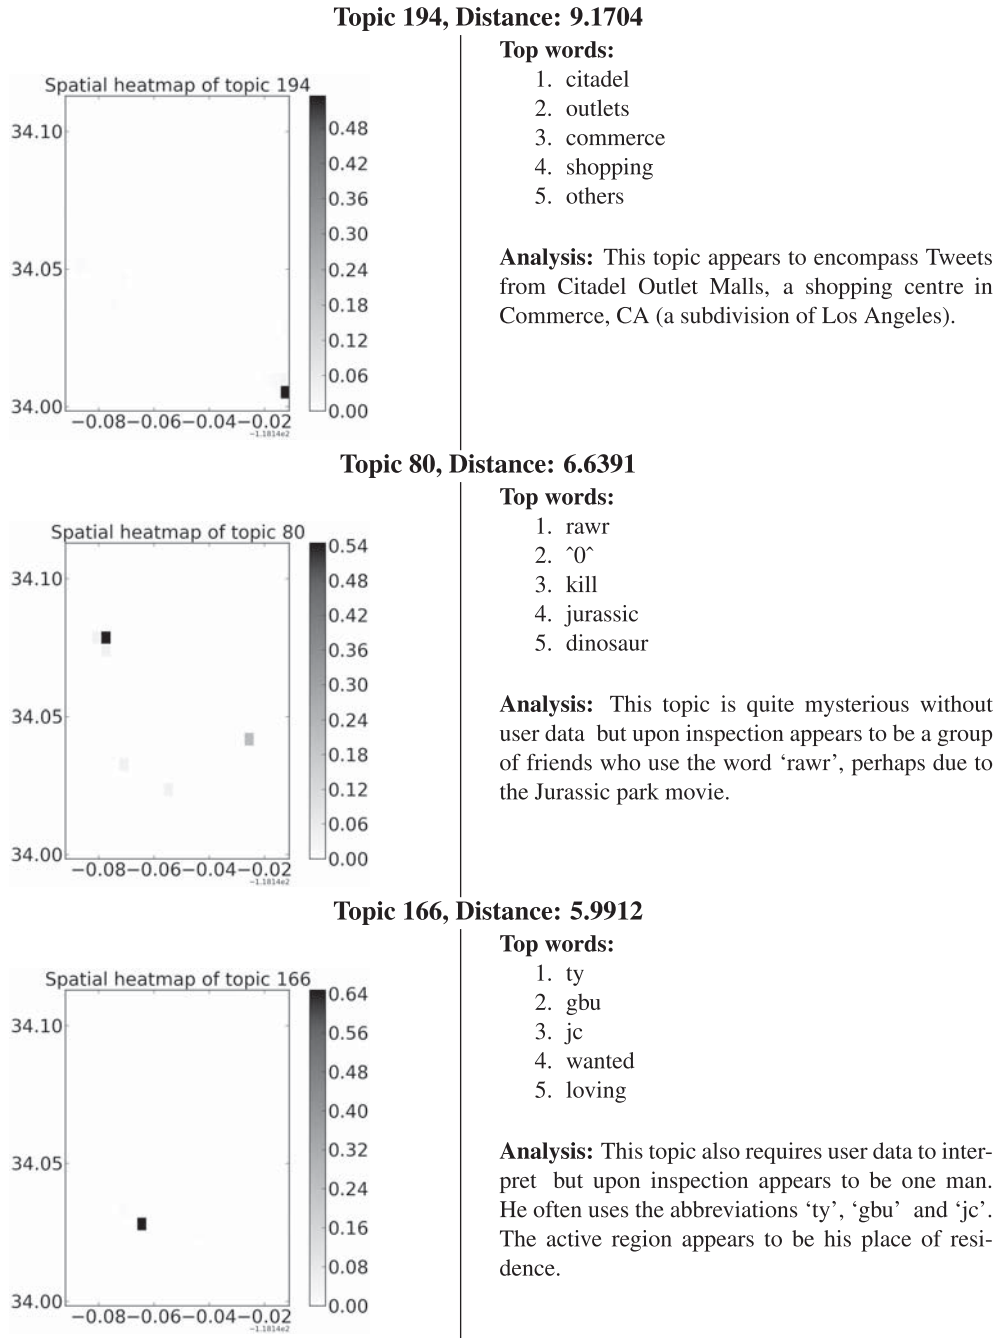 Topic 194, Distance: 9.1704
Spatial heatmap of topic 194
34.10
34.05
34.00
−0.08−0.06−0.04−0.02
−1.1814e2
0.48
0.42
0.36
0.30
0.24
0.18
0.12
0.06
0.00
Top words:
1. citadel
2. outlets
3. commerce
4. shopping
5. others
Analysis: This topic appears to encompass Tweets
from Citadel Outlet Malls, a shopping centre in
Commerce, CA (a subdivision of Los Angeles).
Topic 80, Distance: 6.6391
Spatial heatmap of topic 80
34.10
34.05
34.00
−0.08−0.06−0.04−0.02
−1.1814e2
0.54
0.48
0.42
0.36
0.30
0.24
0.18
0.12
0.06
0.00
Top words:
1. rawr
2. ˆ0ˆ
3. kill
4. jurassic
5. dinosaur
Analysis: This topic is quite mysterious without
user data but upon inspection appears to be a group
of friends who use the word ‘rawr’, perhaps due to
the Jurassic park movie.
Topic 166, Distance: 5.9912
Spatial heatmap of topic 166
34.10
34.05
34.00
−0.08−0.06−0.04−0.02
−1.1814e2
0.64
0.56
0.48
0.40
0.32
0.24
0.16
0.08
0.00
Top words:
1. ty
2. gbu
3. jc
4. wanted
5. loving
Analysis: This topic also requires user data to inter-
pret but upon inspection appears to be one man.
He often uses the abbreviations ‘ty’, ‘gbu’ and ‘jc’.
The active region appears to be his place of resi-
dence.